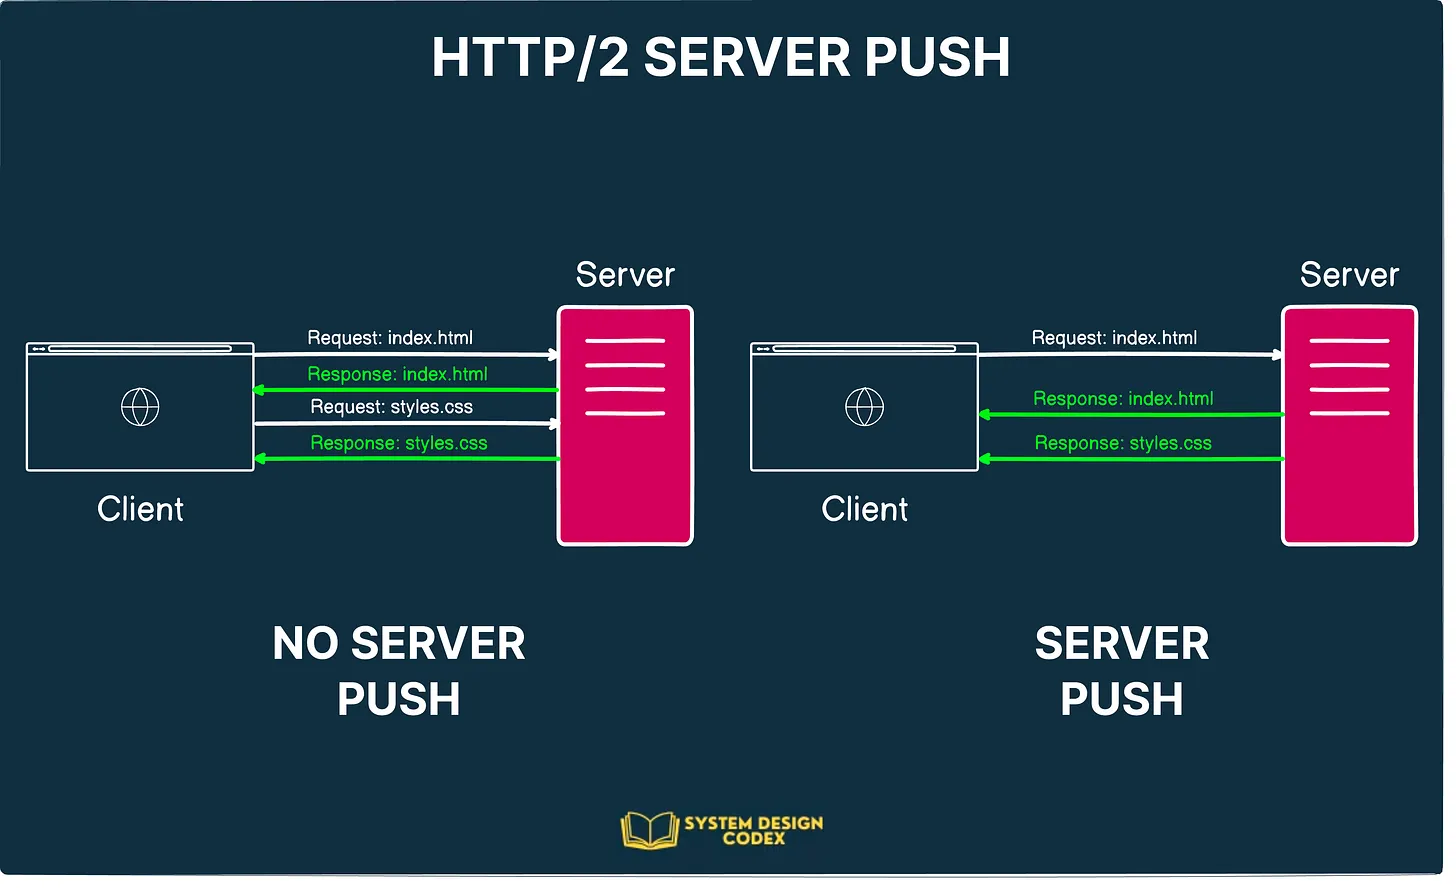 HTTP/2 SERVER PUSH
Server
Request: index.html
Response: index.html
Request: styles.css
Response: styles.css
Client
NO SERVER
PUSH
Server
Request: index.html
Response: index.html
Response: styles.css
Client
SERVER
PUSH
SYSTEM DESIGN
CODEX